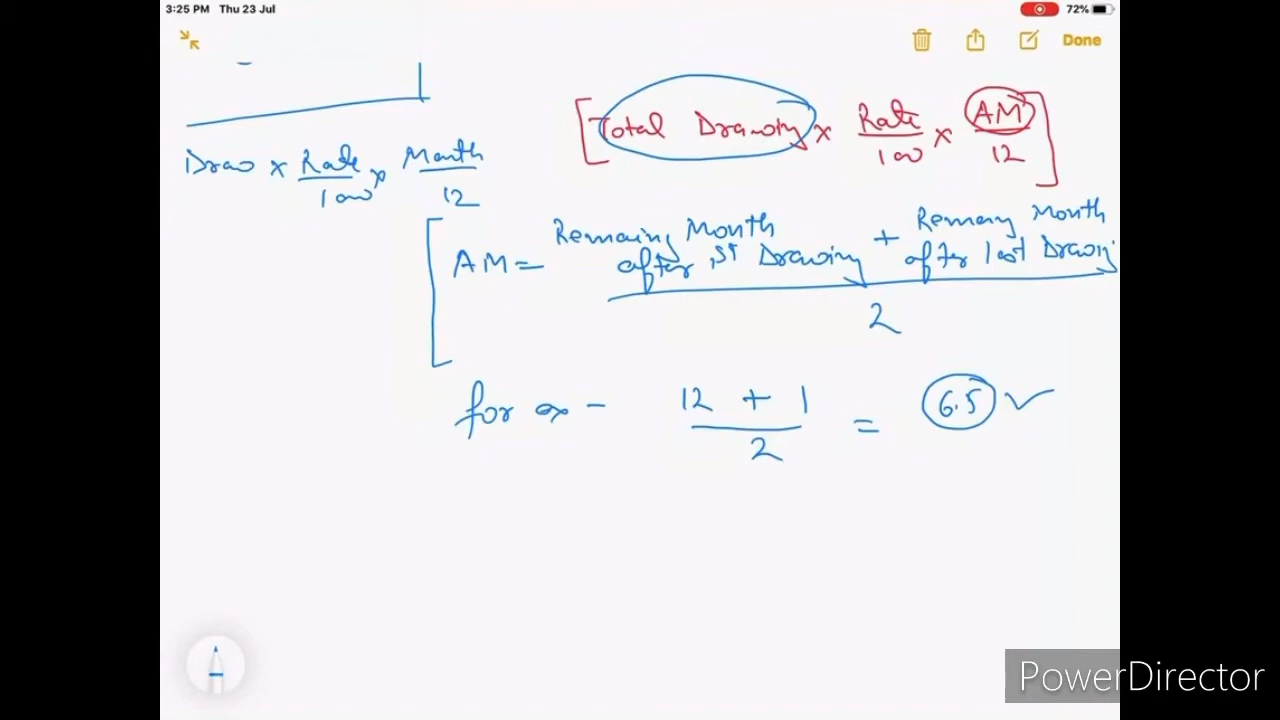 3:25 PM Thu 23 Jul
72%
Done
[Total Drawing x Rate/100 x AM/12]
Draw x Rate/100 x Month/12
AM = Remaining Month after 1st Drawing + Remaing Month after last Drawing
2
for ex - 12 + 1 / 2 = 6.5 ✓
PowerDirector